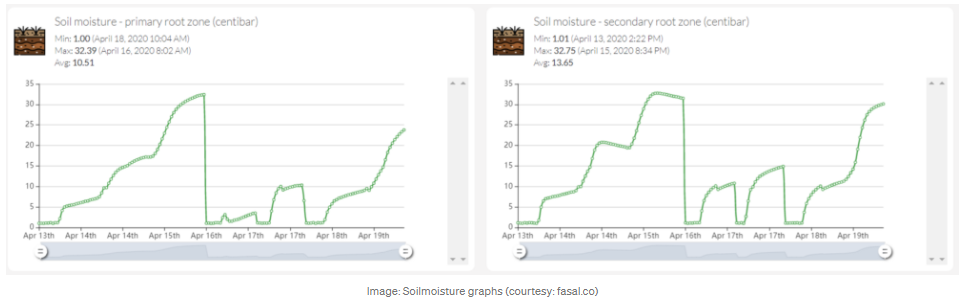 Soil moisture - primary root zone (centibar)
Min: 1.00 (April 18, 2020 10:04 AM)
Max: 32.39 (April 16, 2020 8:02 AM)
Avg: 10.51
35
30
25
20
15
10
5
0
Apr 13th Apr 14th Apr 14th Apr 15th Apr 16th Apr 17th Apr 17th Apr 18th Apr 19th
Soil moisture - secondary root zone (centibar)
Min: 1.01 (April 13, 2020 2:22 PM)
Max: 32.75 (April 15, 2020 8:34 PM)
Avg: 13.65
35
30
25
20
15
10
5
0
Apr 13th Apr 14th Apr 14th Apr 15th Apr 16th Apr 17th Apr 17th Apr 18th Apr 19th
Image: Soilmoisture graphs (courtesy: fasal.co)